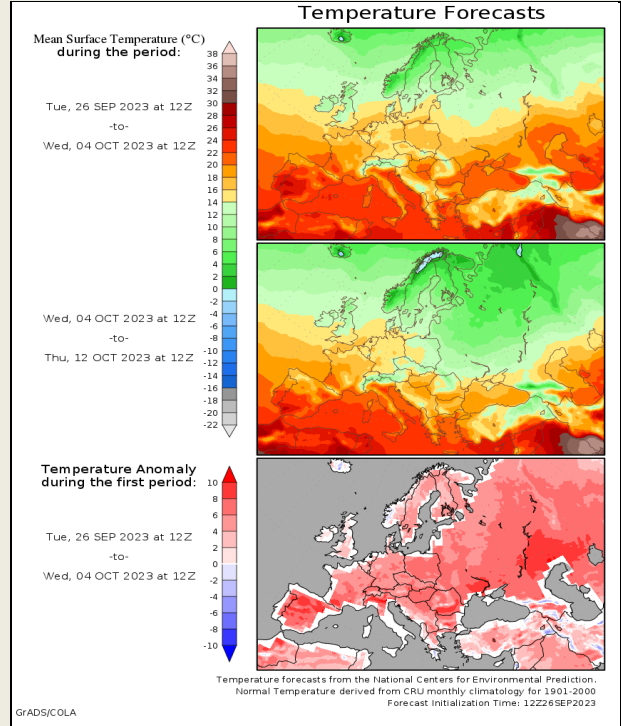 Temperature Forecasts
Mean Surface Temperature (°C)
during the period:
38
36
34
32
30
28
26
24
22
20
18
16
14
12
10
8
6
4
2
0
-2
-4
-6
-8
-10
-12
-14
-16
-18
-20
-22
Tue, 26 SEP 2023 at 12Z
-to-
Wed, 04 OCT 2023 at 12Z
Wed, 04 OCT 2023 at 12Z
-to-
Thu, 12 OCT 2023 at 12Z
Temperature Anomaly
during the first period:
10
8
6
4
2
0
-2
-4
-6
-8
-10
Tue, 26 SEP 2023 at 12Z
-to-
Wed, 04 OCT 2023 at 12Z
Temperature forecasts from the National Centers for Environmental Prediction.
Normal Temperature derived from CRU monthly climatology for 1901-2000
Forecast Initialization Time: 12Z26SEP2023
GrADS/COLA